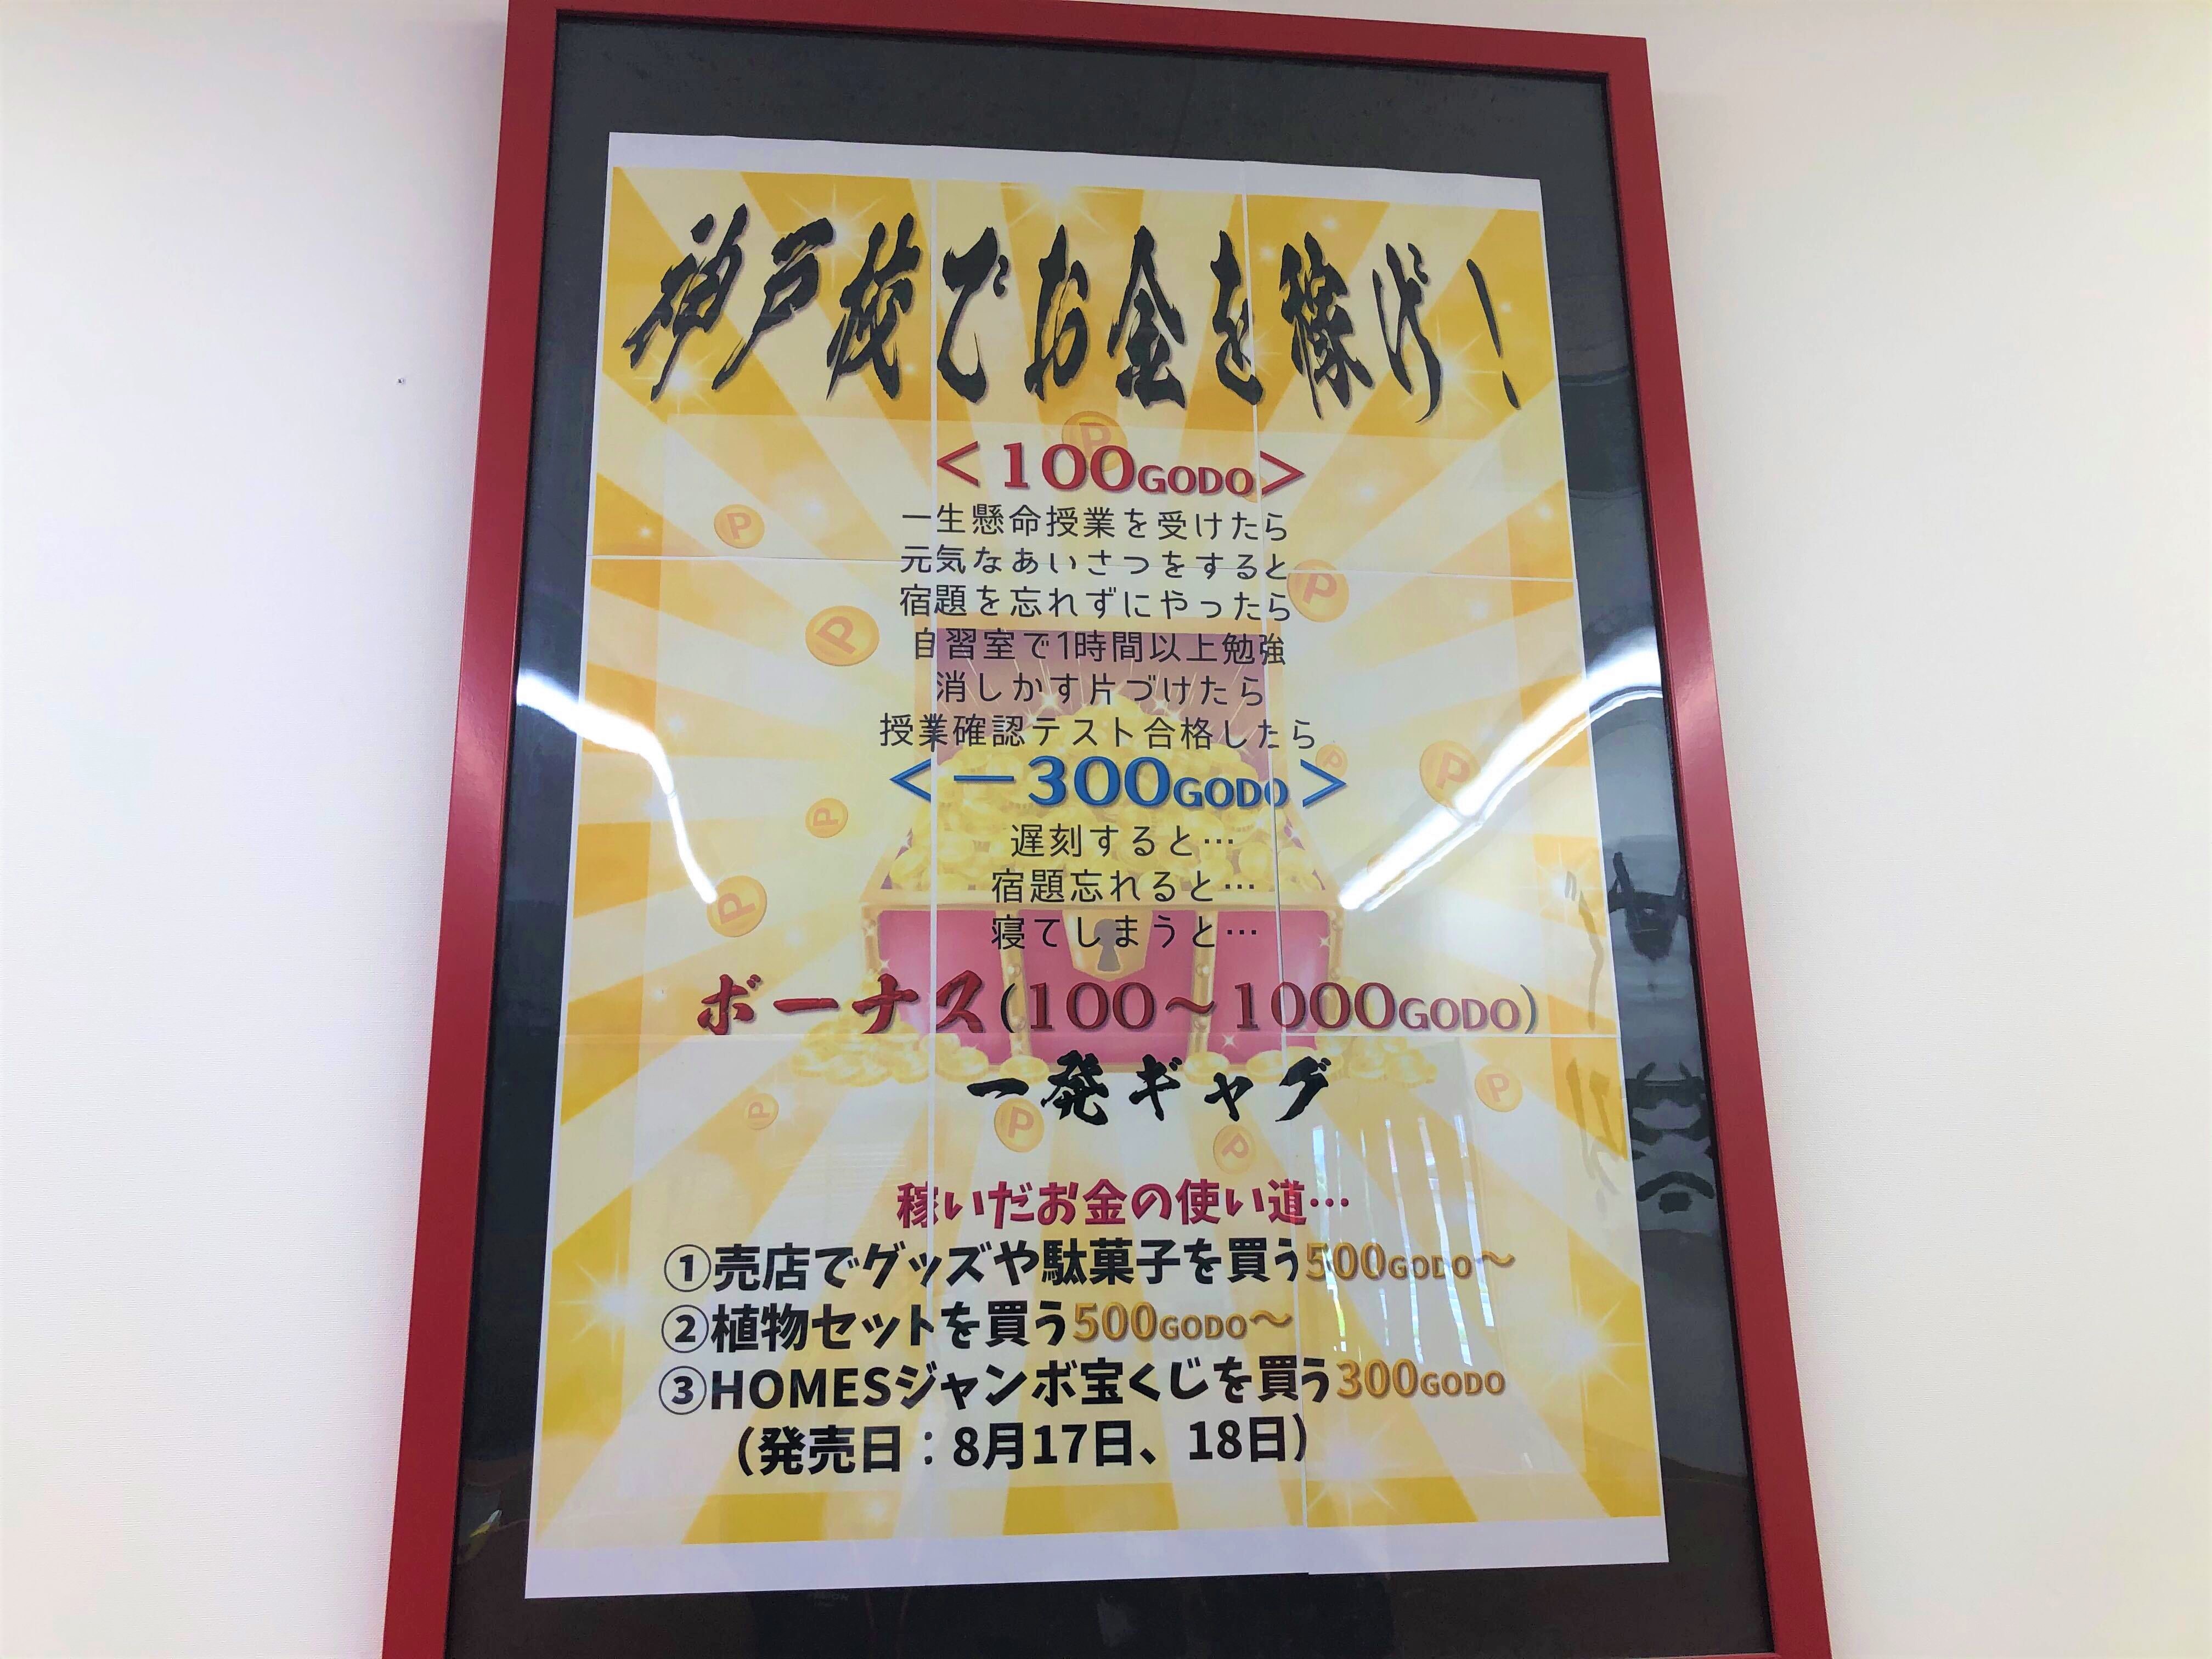 神戸校でお金を稼げ!
<100GODO>
一生懸命授業を受けたら
元気なあいさつをすると
宿題を忘れずにやったら
自習室で1時間以上勉強
消しかす片づけたら
授業確認テスト合格したら
<ー300GODO>
遅刻すると…
宿題忘れると…
寝てしまうと…
ボーナス(100～1000GODO)
一発ギャグ
稼いだお金の使い道…
①売店でグッズや駄菓子を買う500GODO～
②植物セットを買う500GODO～
③HOMESジャンボ宝くじを買う300GODO
(発売日：8月17日、18日)